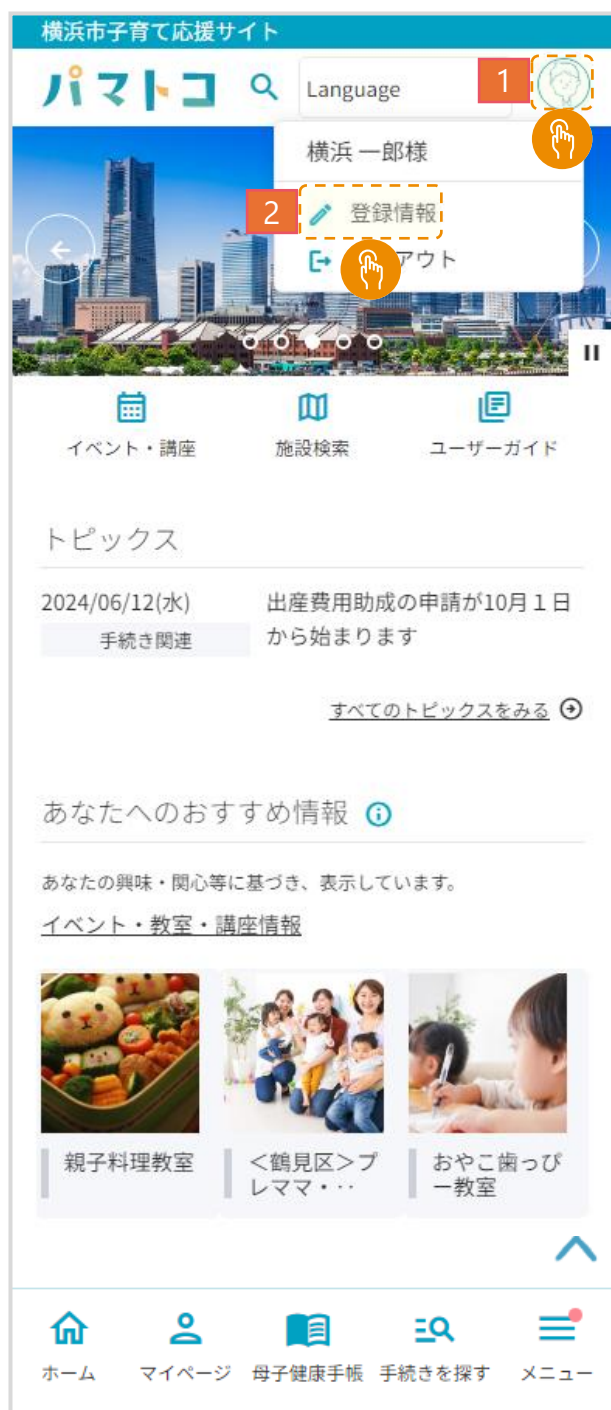 横浜市子育て応援サイト
パマトコ
Language
1
横浜 一郎様
2
登録情報
アウト
イベント・講座
施設検索
ユーザーガイド
トピックス
2024/06/12(水)
手続き関連
出産費用助成の申請が10月１日
から始まります
すべてのトピックスをみる
あなたへのおすすめ情報
あなたの興味・関心等に基づき、表示しています。
イベント・教室・講座情報
親子料理教室
＜鶴見区＞プ
レママ・‥
おやこ歯っぴ
ー教室
ホーム
マイページ
母子健康手帳
手続きを探す
メニュー